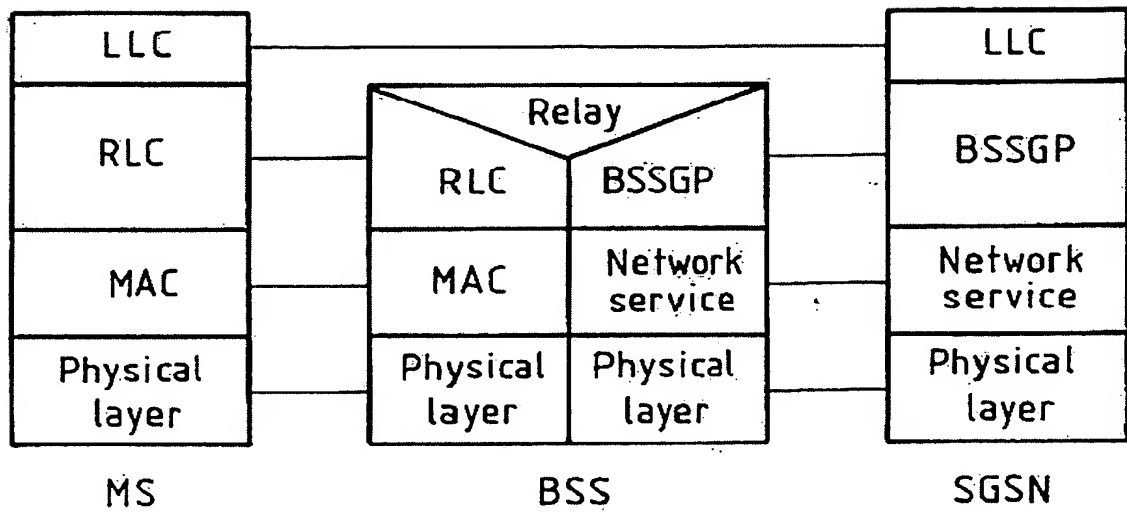 LLC
RLC
MAC
Physical
layer
MS
Relay
RLC
BSSGP
MAC
Network
service
Physical
layer
Physical
layer
BSS
LLC
BSSGP
Network
service
Physical
layer
SGSN